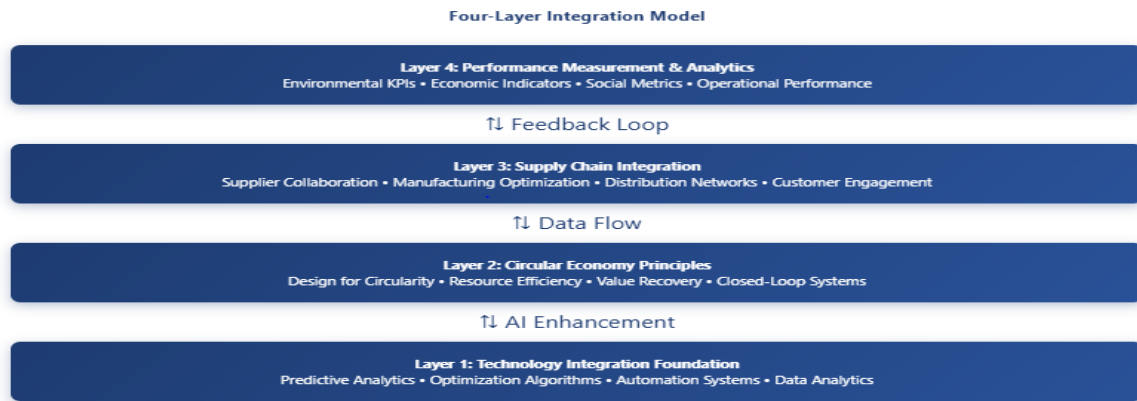 Four-Layer Integration Model
Layer 4: Performance Measurement & Analytics
Environmental KPIs • Economic Indicators • Social Metrics • Operational Performance
⇅ Feedback Loop
Layer 3: Supply Chain Integration
Supplier Collaboration • Manufacturing Optimization • Distribution Networks • Customer Engagement
⇅ Data Flow
Layer 2: Circular Economy Principles
Design for Circularity • Resource Efficiency • Value Recovery • Closed-Loop Systems
⇅ AI Enhancement
Layer 1: Technology Integration Foundation
Predictive Analytics • Optimization Algorithms • Automation Systems • Data Analytics